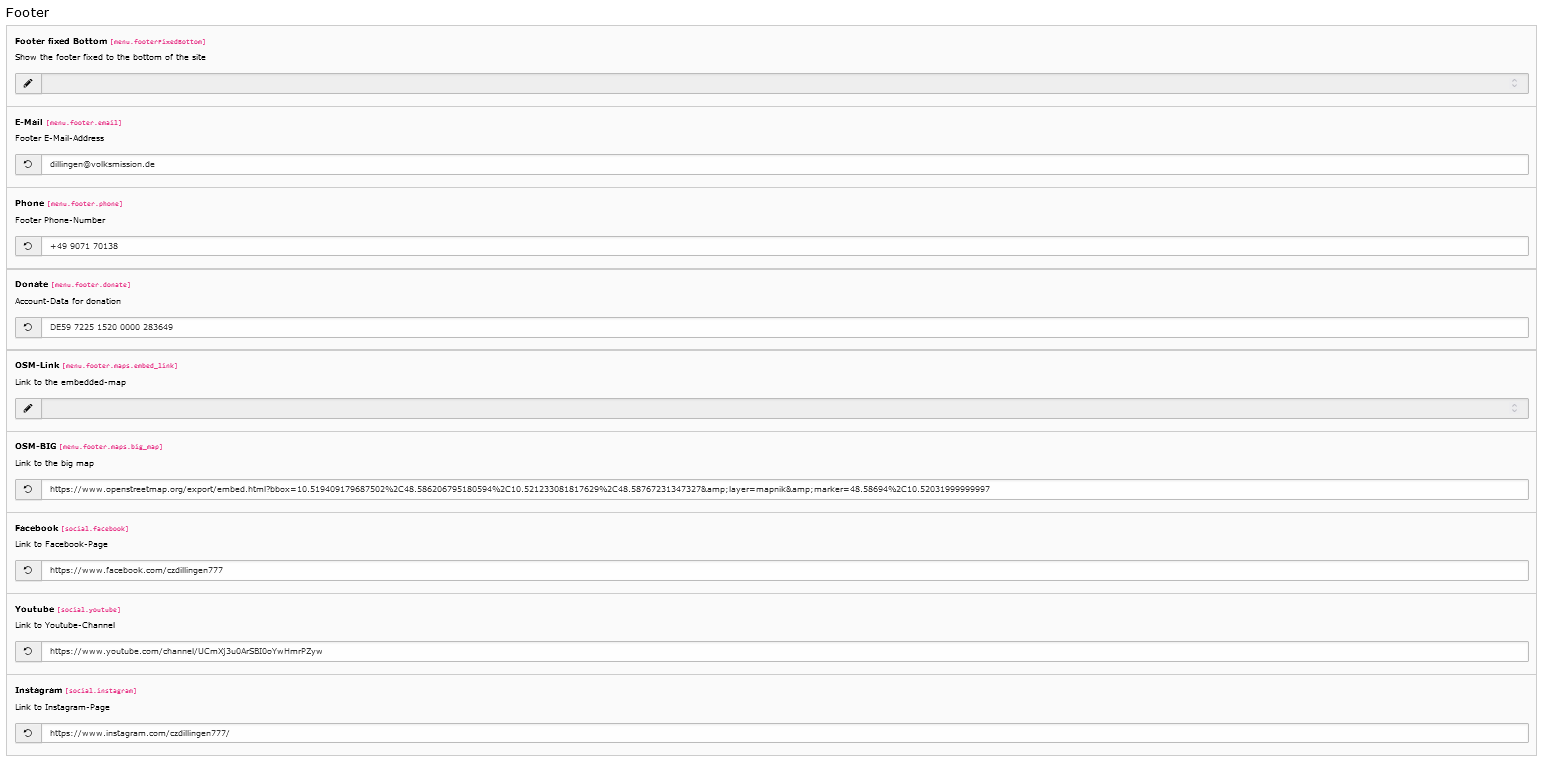 Footer
Footer fixed Bottom [menu.footerFixedBottom]
Show the footer fixed to the bottom of the site
E-Mail [menu.footer.email]
Footer E-Mail-Address
dillingen@volksmission.de
Phone [menu.footer.phone]
Footer Phone-Number
+49 9071 70138
Donate [menu.footer.donate]
Account-Data for donation
DE59 7225 1520 0000 283649
OSM-Link [menu.footer.maps.embed_link]
Link to the embedded-map
OSM-BIG [menu.footer.maps.big_map]
Link to the big map
https://www.openstreetmap.org/export/embed.html?bbox=10.519409179687502%2C48.586206795180594%2C10.521233081817629%2C48.58767231347327&amp;layer=mapnik&amp;marker=48.58694%2C10.52031999999997
Facebook [social.facebook]
Link to Facebook-Page
https://www.facebook.com/czdillingen777
Youtube [social.youtube]
Link to Youtube-Channel
https://www.youtube.com/channel/UCmXj3u0ArSBI0oYwHmrPZyw
Instagram [social.instagram]
Link to Instagram-Page
https://www.instagram.com/czdillingen777/